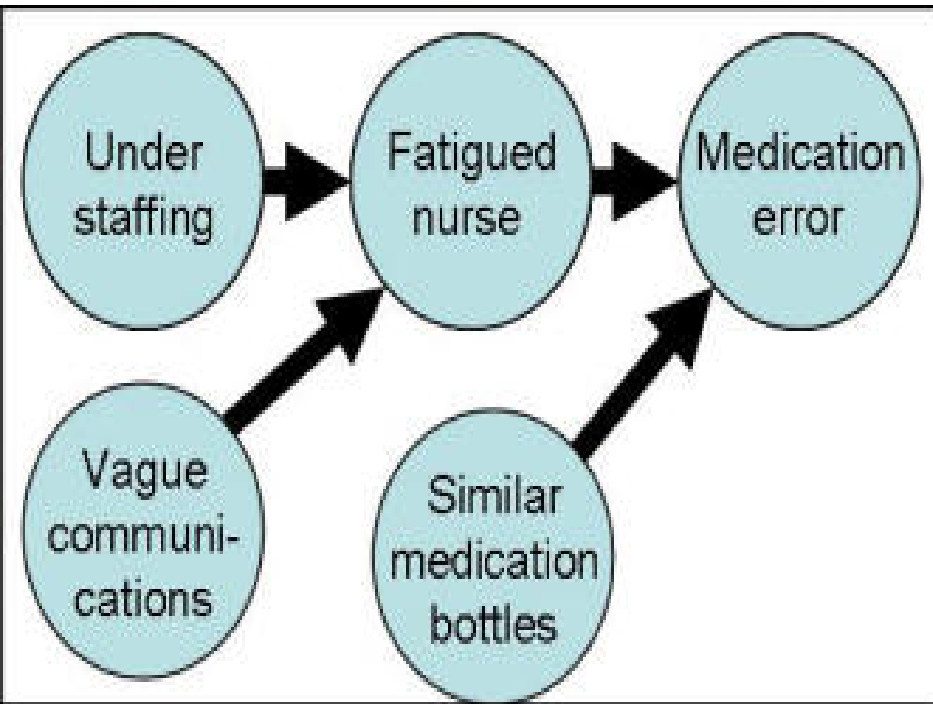 Under
staffing
Fatigued
nurse
Medication
error
Vague
communi-
cations
Similar
medication
bottles